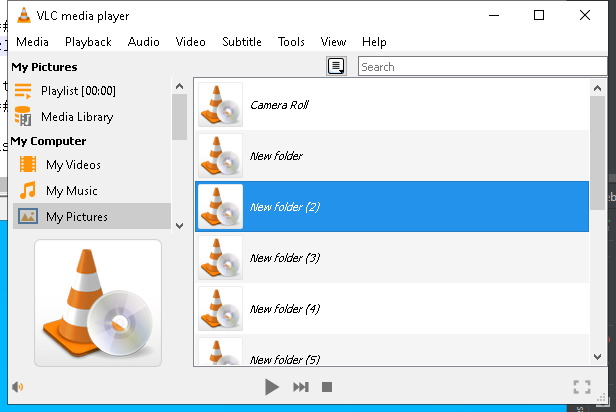 VLC media player
Media Playback Audio Video Subtitle Tools View Help
My Pictures
Search
Playlist [00:00]
Media Library
My Computer
My Videos
My Music
My Pictures
Camera Roll
New folder
New folder (2)
New folder (3)
New folder (4)
New folder (5)